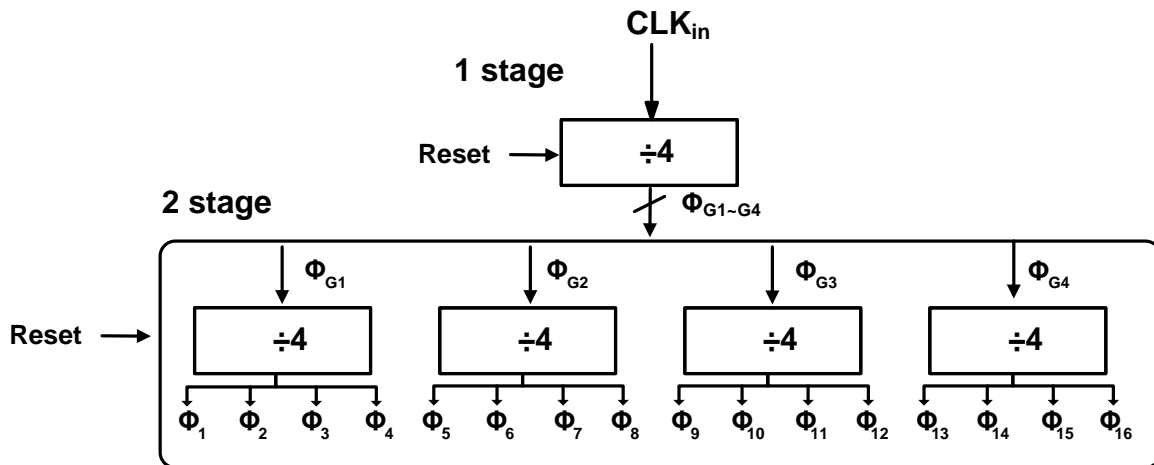 CLKin
1 stage
Reset
÷4
ΦG1~G4
2 stage
ΦG1 ΦG2 ΦG3 ΦG4
Reset
÷4 ÷4 ÷4 ÷4
Φ1 Φ2 Φ3 Φ4 Φ5 Φ6 Φ7 Φ8 Φ9 Φ10 Φ11 Φ12 Φ13 Φ14 Φ15 Φ16